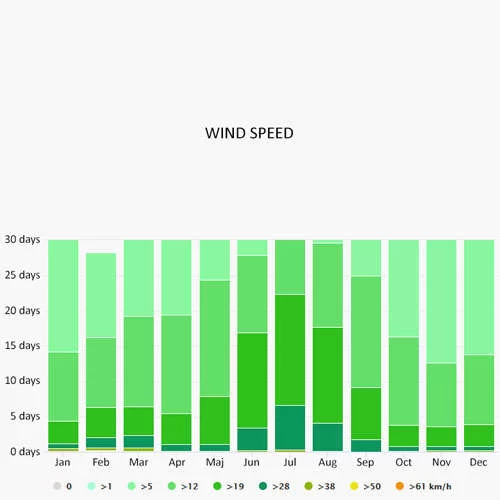 WIND SPEED
30 days
25 days
20 days
15 days
10 days
5 days
0 days
Jan Feb Mar Apr Maj Jun Jul Aug Sep Oct Nov Dec
0 >1 >5 >12 >19 >28 >38 >50 >61 km/h